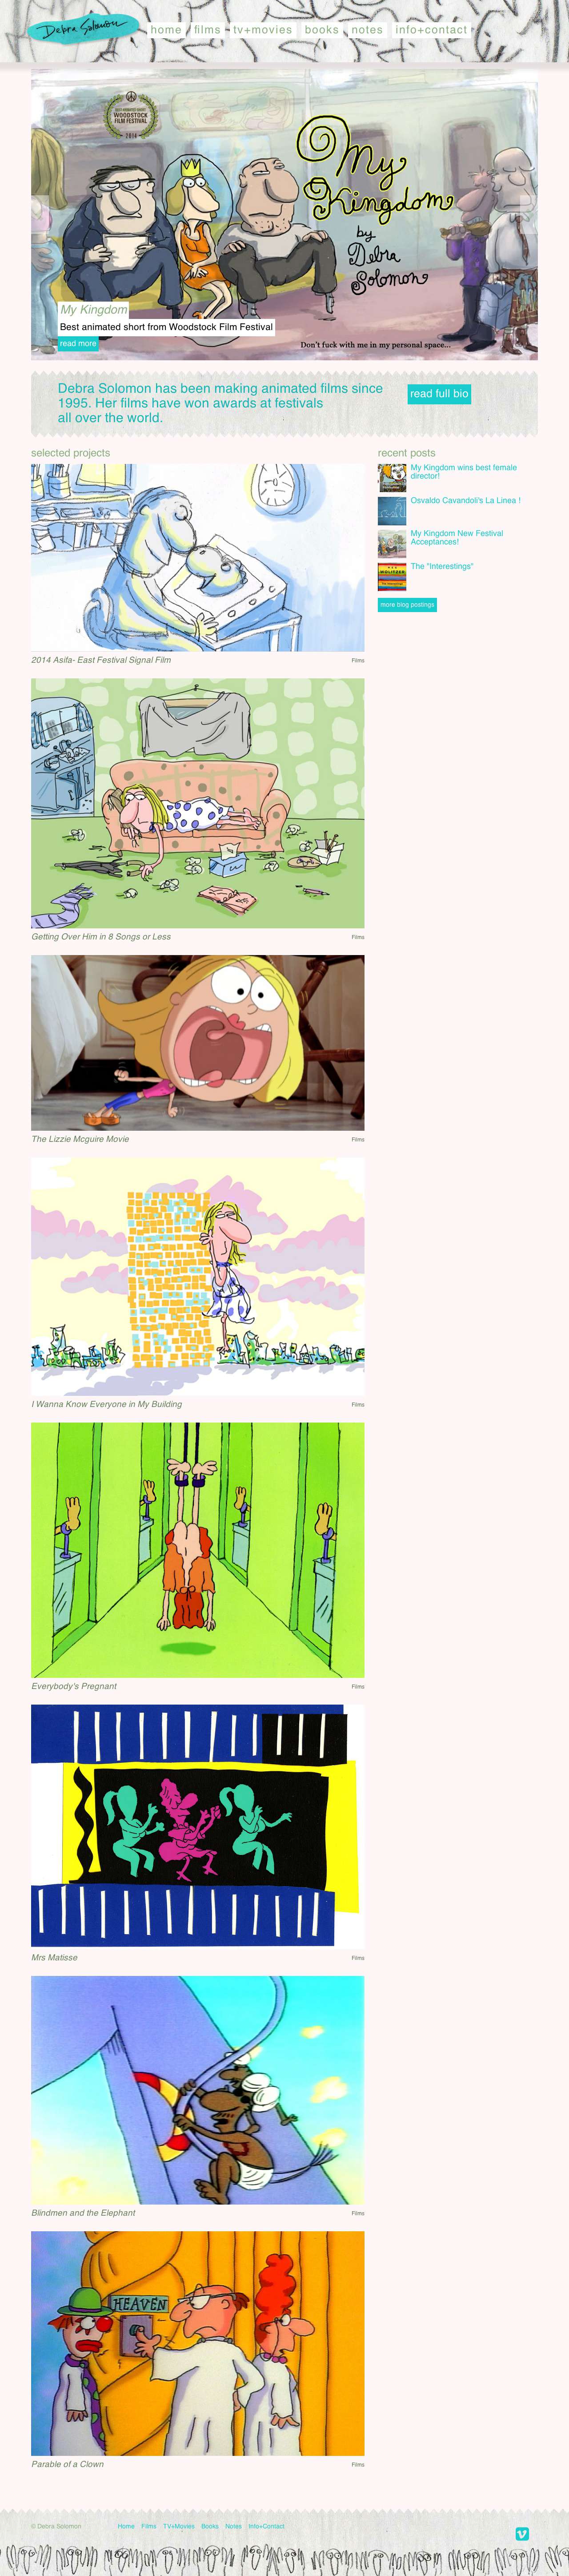 Debra Solomon
home films tv+movies books notes info+contact
WOODSTOCK
FILM FESTIVAL
2014
My
Kingdom
by
Debra
Solomon
My Kingdom
Best animated short from Woodstock Film Festival
read more
Don't fuck with me in my personal space...
Debra Solomon has been making animated films since
1995. Her films have won awards at festivals
all over the world.
read full bio
selected projects
2014 Asifa- East Festival Signal Film
Films
Getting Over Him in 8 Songs or Less
Films
The Lizzie Mcguire Movie
Films
I Wanna Know Everyone in My Building
Films
Everybody's Pregnant
Films
Mrs Matisse
Films
Blindmen and the Elephant
Films
HEAVEN
Parable of a Clown
Films
recent posts
My Kingdom wins best female
director!
Osvaldo Cavandoli's La Linea !
My Kingdom New Festival
Acceptances!
The "Interestings"
more blog postings
© Debra Solomon
Home Films TV+Movies Books Notes Info+Contact